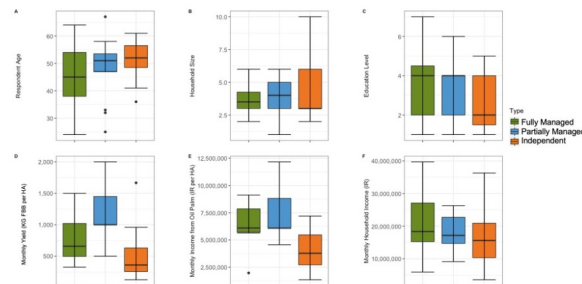 A
Respondent Age
60
50
40
30
B
Household Size
10.0
7.5
5.0
2.5
C
Education Level
6
4
2
Type
Fully Managed
Partially Managed
Independent
D
Monthly Yield (KG FBB per HA)
2,000
1,500
1,000
500
E
Monthly Income from Oil Palm (IR per HA)
12,500,000
10,000,000
7,500,000
5,000,000
2,500,000
F
Monthly Household Income (IR)
40,000,000
30,000,000
20,000,000
10,000,000